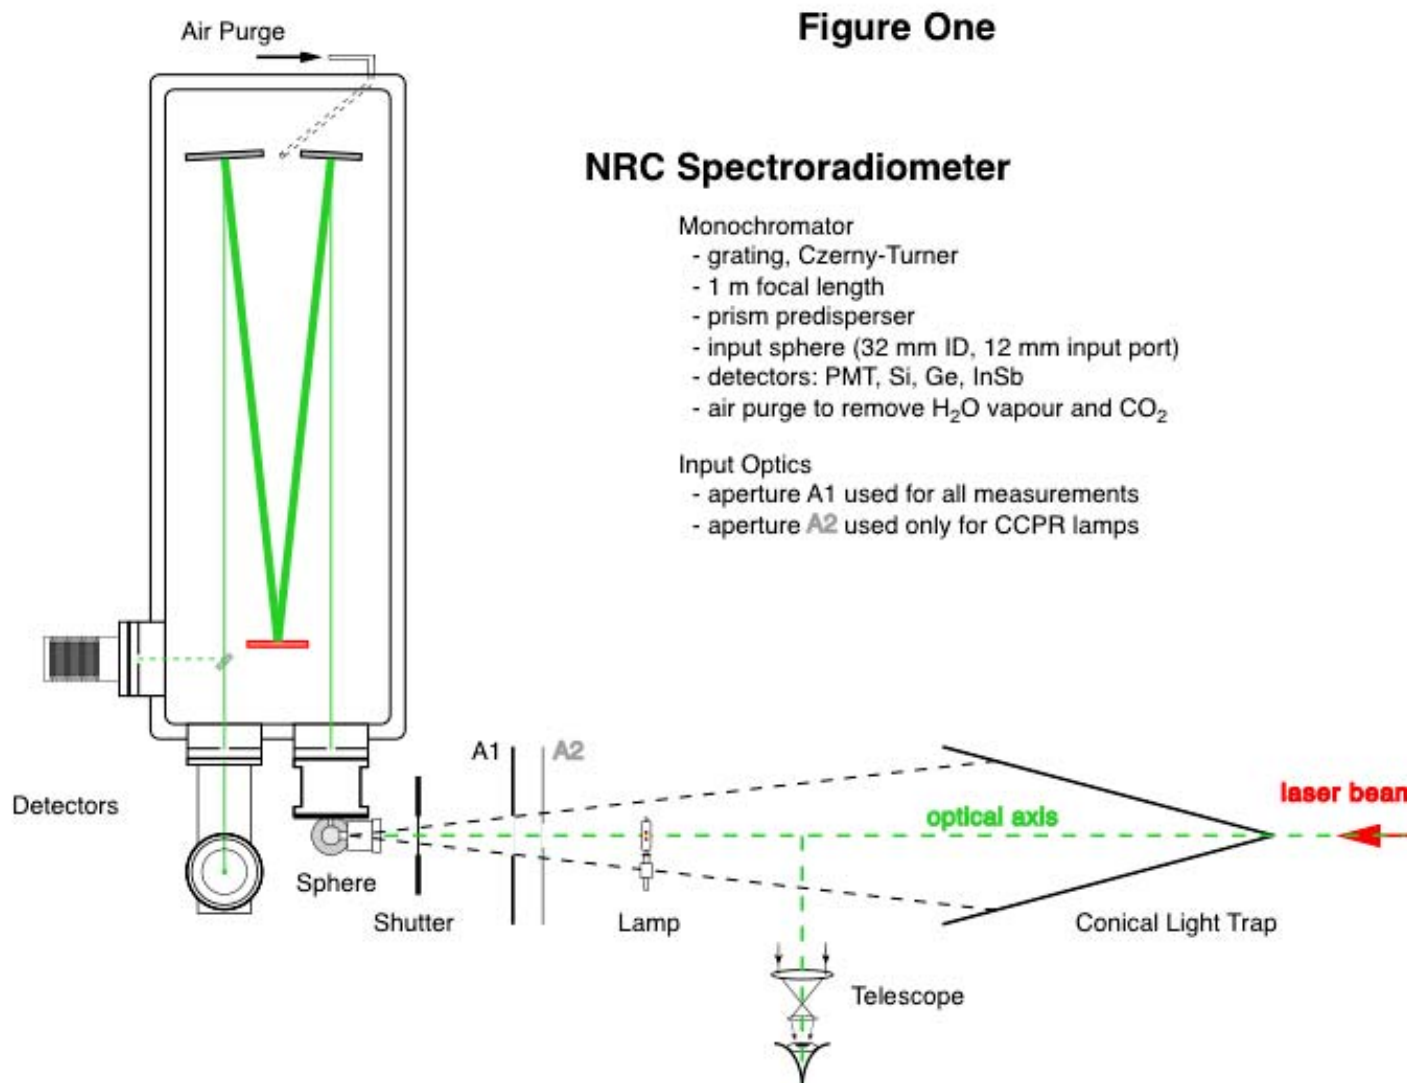 Figure One
Air Purge
NRC Spectroradiometer
Monochromator
- grating, Czerny-Turner
- 1 m focal length
- prism predisperser
- input sphere (32 mm ID, 12 mm input port)
- detectors: PMT, Si, Ge, InSb
- air purge to remove H₂O vapour and CO₂
Input Optics
- aperture A1 used for all measurements
- aperture A2 used only for CCPR lamps
A1 A2
Detectors
optical axis
laser beam
Sphere
Shutter
Lamp
Conical Light Trap
Telescope